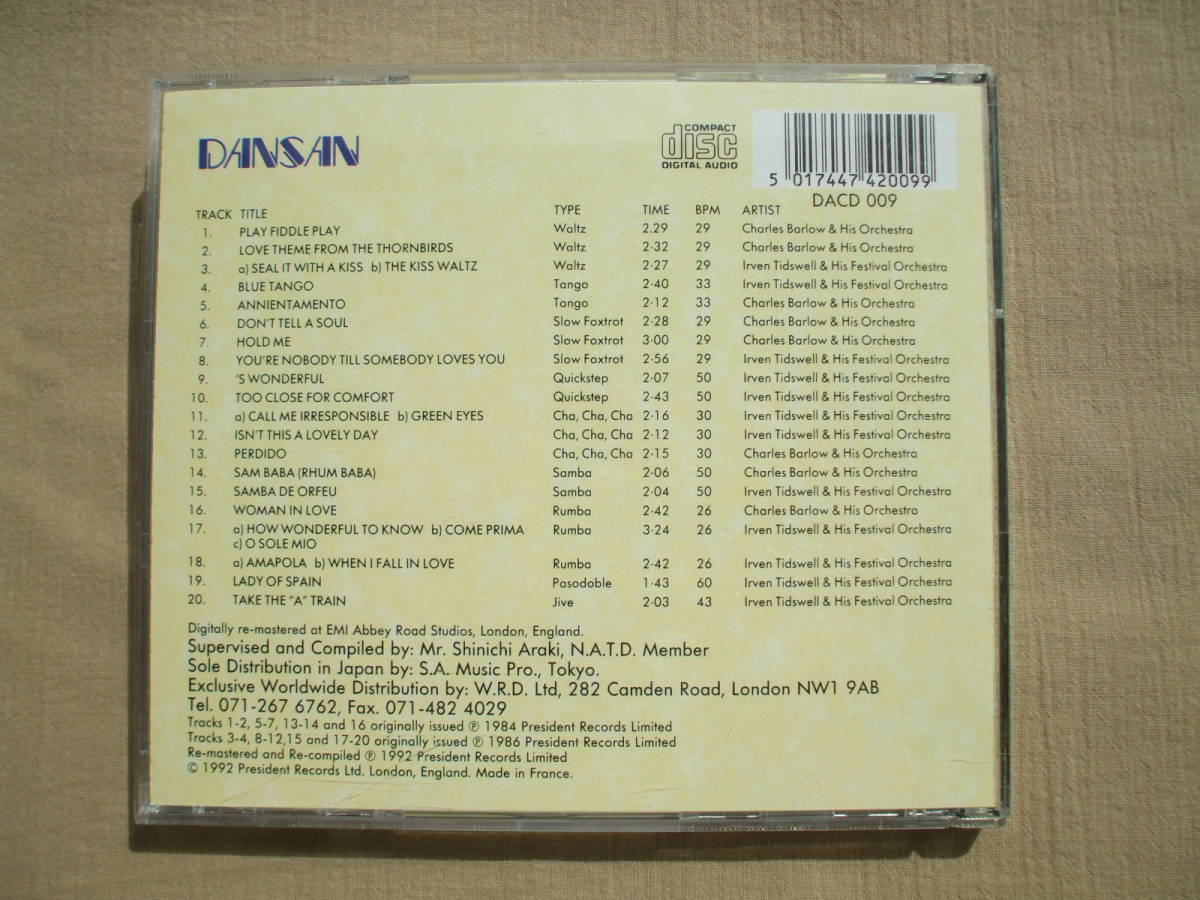 DANSAN
COMPACT
disc
DIGITAL AUDIO
5 017447 420099
DACD 009
TRACK TITLE TYPE TIME BPM ARTIST
1. PLAY FIDDLE PLAY Waltz 2.29 29 Charles Barlow & His Orchestra
2. LOVE THEME FROM THE THORNBIRDS Waltz 2·32 29 Charles Barlow & His Orchestra
3. a) SEAL IT WITH A KISS b) THE KISS WALTZ Waltz 2·27 29 Irven Tidswell & His Festival Orchestra
4. BLUE TANGO Tango 2·40 33 Irven Tidswell & His Festival Orchestra
5. ANNIENTAMENTO Tango 2·12 33 Charles Barlow & His Orchestra
6. DON'T TELL A SOUL Slow Foxtrot 2·28 29 Charles Barlow & His Orchestra
7. HOLD ME Slow Foxtrot 3·00 29 Charles Barlow & His Orchestra
8. YOU'RE NOBODY TILL SOMEBODY LOVES YOU Slow Foxtrot 2·56 29 Irven Tidswell & His Festival Orchestra
9. 'S WONDERFUL Quickstep 2·07 50 Irven Tidswell & His Festival Orchestra
10. TOO CLOSE FOR COMFORT Quickstep 2·43 50 Irven Tidswell & His Festival Orchestra
11. a) CALL ME IRRESPONSIBLE b) GREEN EYES Cha, Cha, Cha 2·16 30 Irven Tidswell & His Festival Orchestra
12. ISN'T THIS A LOVELY DAY Cha, Cha, Cha 2·12 30 Irven Tidswell & His Festival Orchestra
13. PERDIDO Cha, Cha, Cha 2·15 30 Charles Barlow & His Orchestra
14. SAM BABA (RHUM BABA) Samba 2·06 50 Charles Barlow & His Orchestra
15. SAMBA DE ORFEU Samba 2·04 50 Irven Tidswell & His Festival Orchestra
16. WOMAN IN LOVE Rumba 2·42 26 Charles Barlow & His Orchestra
17. a) HOW WONDERFUL TO KNOW b) COME PRIMA Rumba 3·24 26 Irven Tidswell & His Festival Orchestra
c) O SOLE MIO
18. a) AMAPOLA b) WHEN I FALL IN LOVE Rumba 2·42 26 Irven Tidswell & His Festival Orchestra
19. LADY OF SPAIN Pasodoble 1·43 60 Irven Tidswell & His Festival Orchestra
20. TAKE THE "A" TRAIN Jive 2·03 43 Irven Tidswell & His Festival Orchestra
Digitally re-mastered at EMI Abbey Road Studios, London, England.
Supervised and Compiled by: Mr. Shinichi Araki, N.A.T.D. Member
Sole Distribution in Japan by: S.A. Music Pro., Tokyo.
Exclusive Worldwide Distribution by: W.R.D. Ltd, 282 Camden Road, London NW1 9AB
Tel. 071-267 6762, Fax. 071-482 4029
Tracks 1-2, 5-7, 13-14 and 16 originally issued ℗ 1984 President Records Limited
Tracks 3-4, 8-12,15 and 17-20 originally issued ℗ 1986 President Records Limited
Re-mastered and Re-compiled ℗ 1992 President Records Limited
© 1992 President Records Ltd. London, England. Made in France.